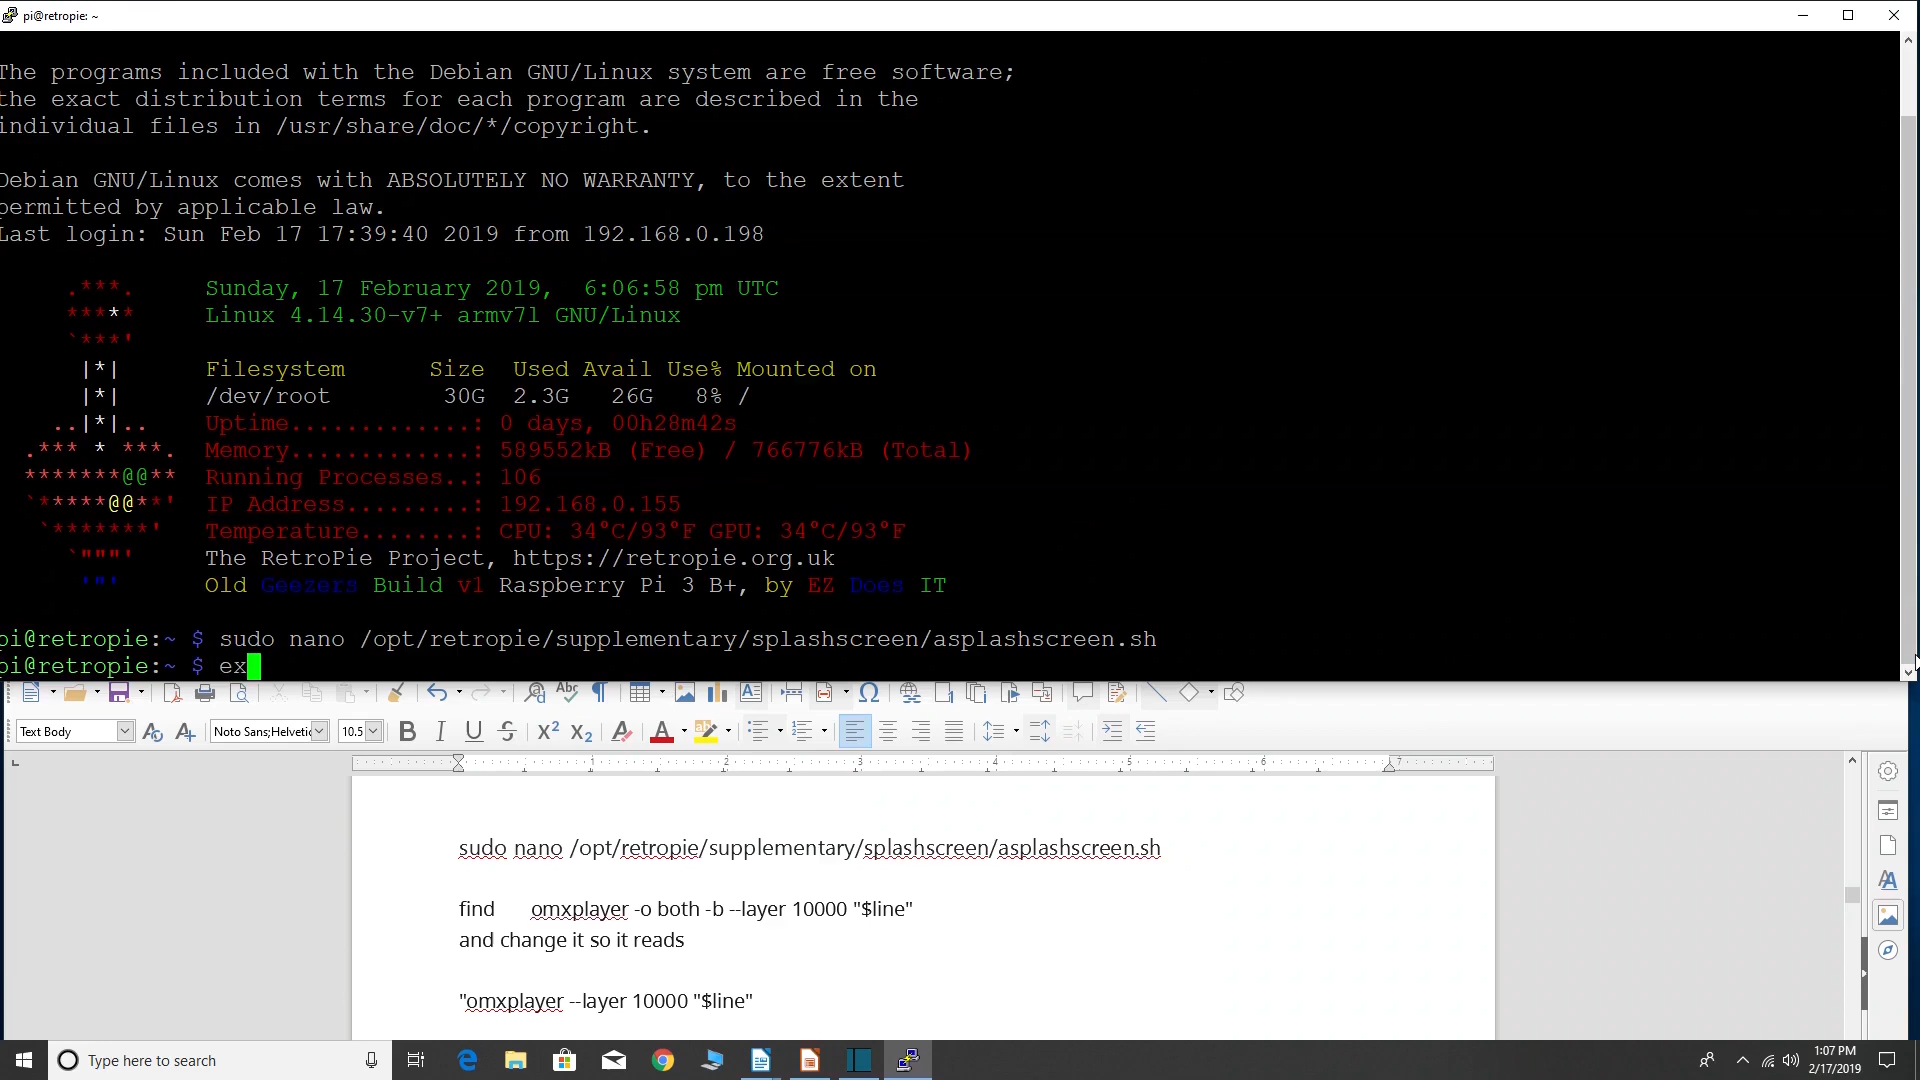 pi@retropie: ~
The programs included with the Debian GNU/Linux system are free software;
the exact distribution terms for each program are described in the
individual files in /usr/share/doc/*/copyright.
Debian GNU/Linux comes with ABSOLUTELY NO WARRANTY, to the extent
permitted by applicable law.
Last login: Sun Feb 17 17:39:40 2019 from 192.168.0.198
.***. Sunday, 17 February 2019,  6:06:58 pm UTC
***** Linux 4.14.30-v7+ armv7l GNU/Linux
`***'
|*| Filesystem Size Used Avail Use% Mounted on
|*| /dev/root 30G 2.3G 26G 8% /
..|*|.. Uptime.............: 0 days, 00h28m42s
.*** * ***. Memory.............: 589552kB (Free) / 766776kB (Total)
*******@@** Running Processes..: 106
`*****@@**' IP Address.........: 192.168.0.155
`*******' Temperature........: CPU: 34°C/93°F GPU: 34°C/93°F
`"""' The RetroPie Project, https://retropie.org.uk
'"' Old Geezers Build v1 Raspberry Pi 3 B+, by EZ Does IT
pi@retropie:~ $ sudo nano /opt/retropie/supplementary/splashscreen/asplashscreen.sh
pi@retropie:~ $ ex
Text Body Noto Sans;Helvetic 10.5
1 2 3 4 5 6 7
sudo nano /opt/retropie/supplementary/splashscreen/asplashscreen.sh
find omxplayer -o both -b --layer 10000 "$line"
and change it so it reads
"omxplayer --layer 10000 "$line"
Type here to search
1:07 PM
2/17/2019